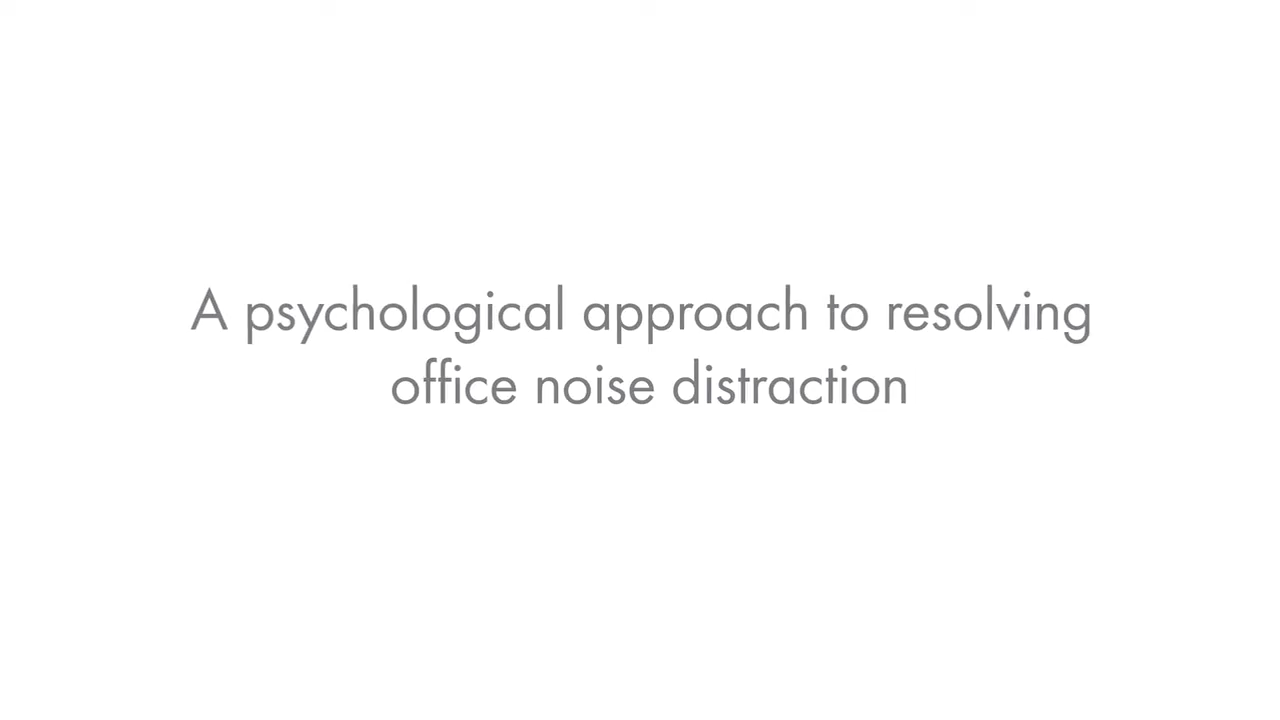 A psychological approach to resolving
office noise distraction